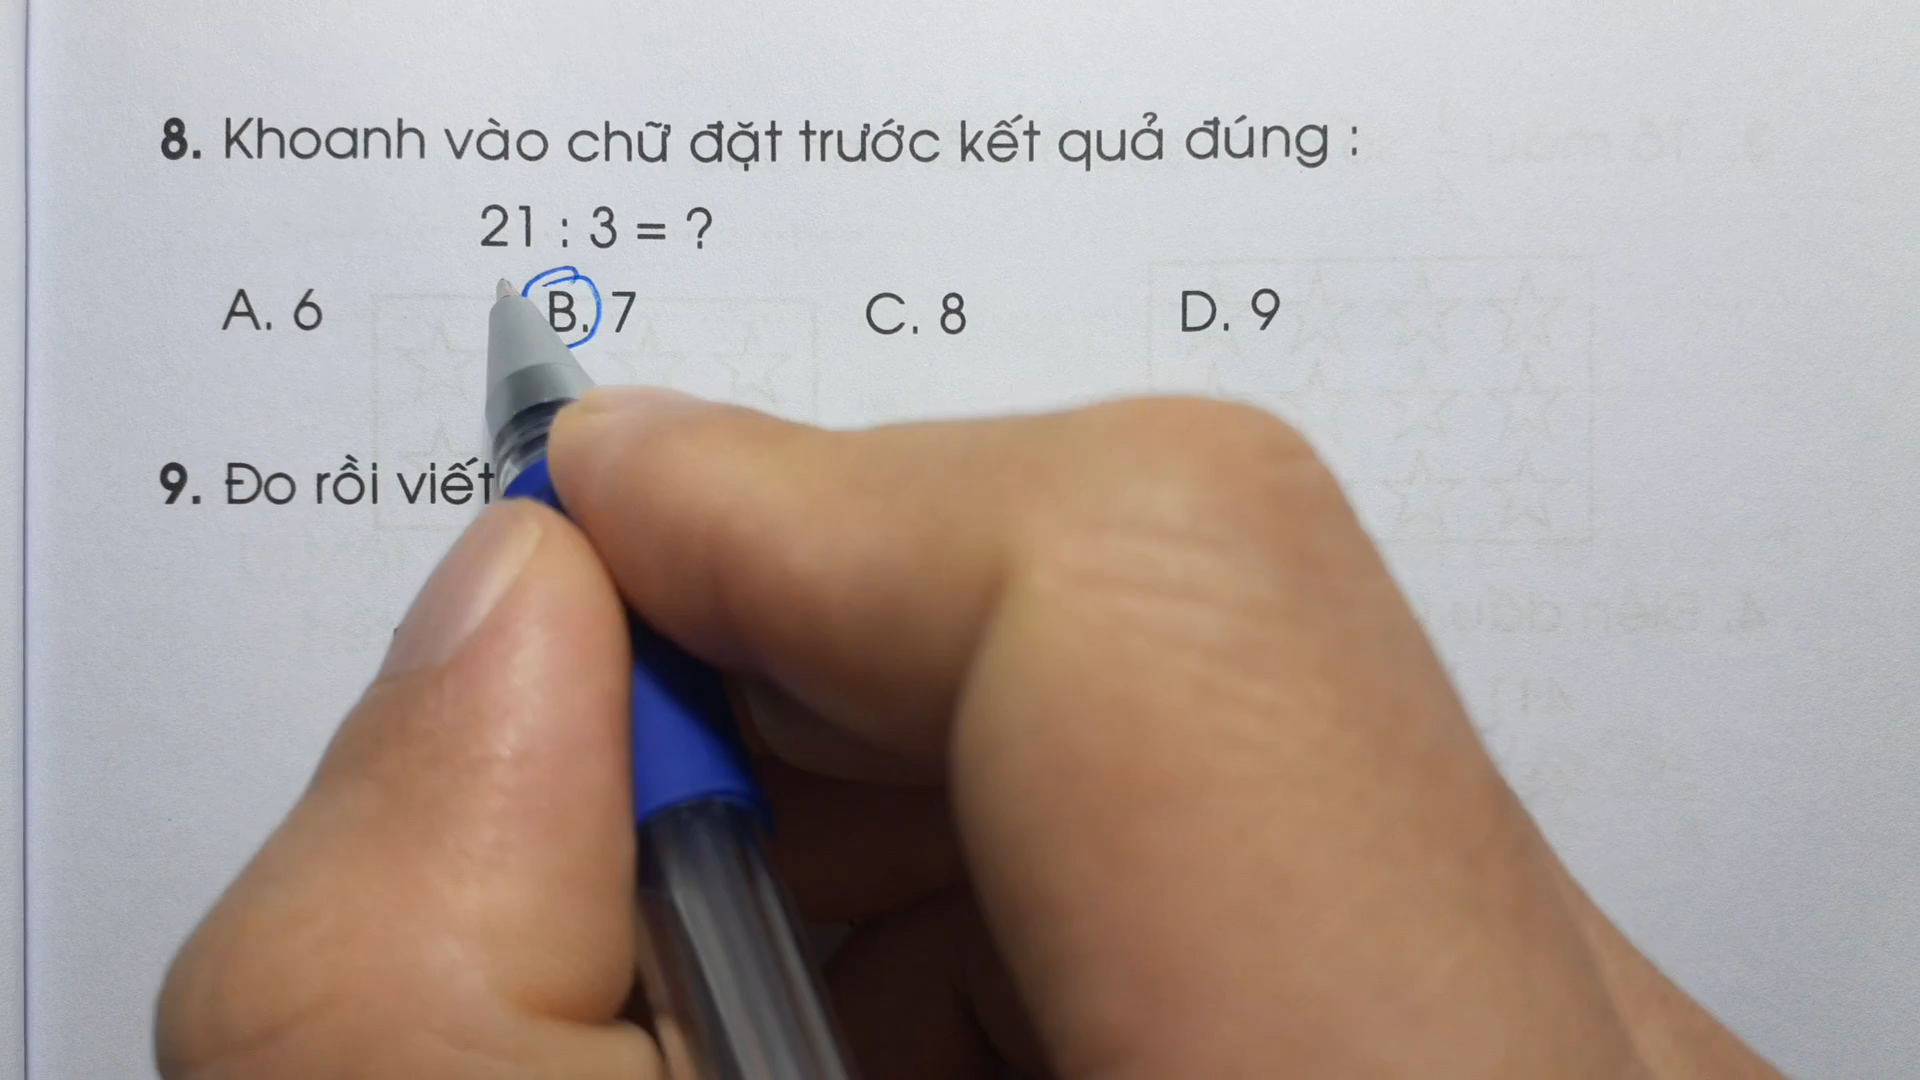 8. Khoanh vào chữ đặt trước kết quả đúng :
21 : 3 = ?
A. 6 B. 7 C. 8 D. 9
9. Đo rồi viết